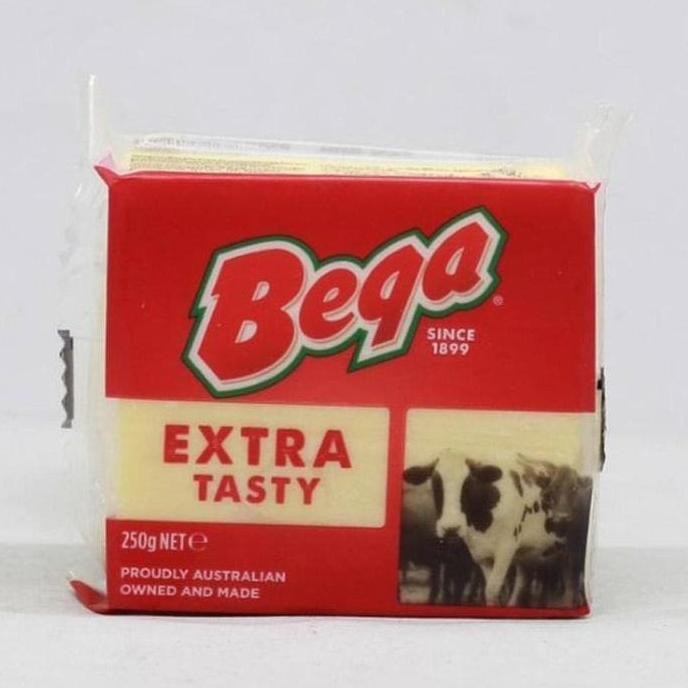 Bega®
SINCE
1899
EXTRA
TASTY
250g NET ℮
PROUDLY AUSTRALIAN
OWNED AND MADE